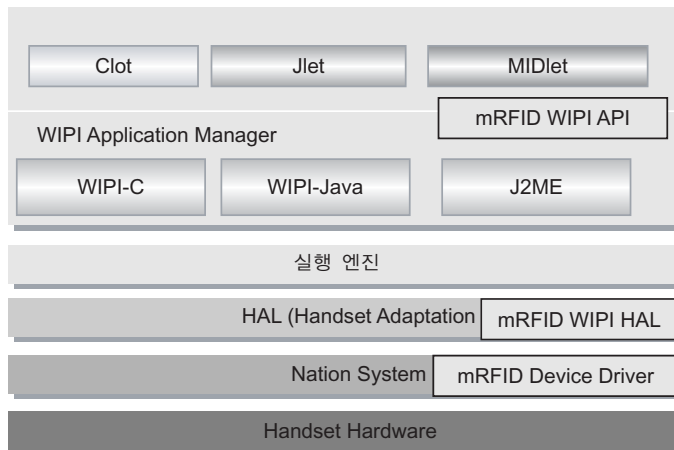 Clot
Jlet
MIDlet
mRFID WIPI API
WIPI Application Manager
WIPI-C
WIPI-Java
J2ME
실행 엔진
HAL (Handset Adaptation
mRFID WIPI HAL
Nation System
mRFID Device Driver
Handset Hardware